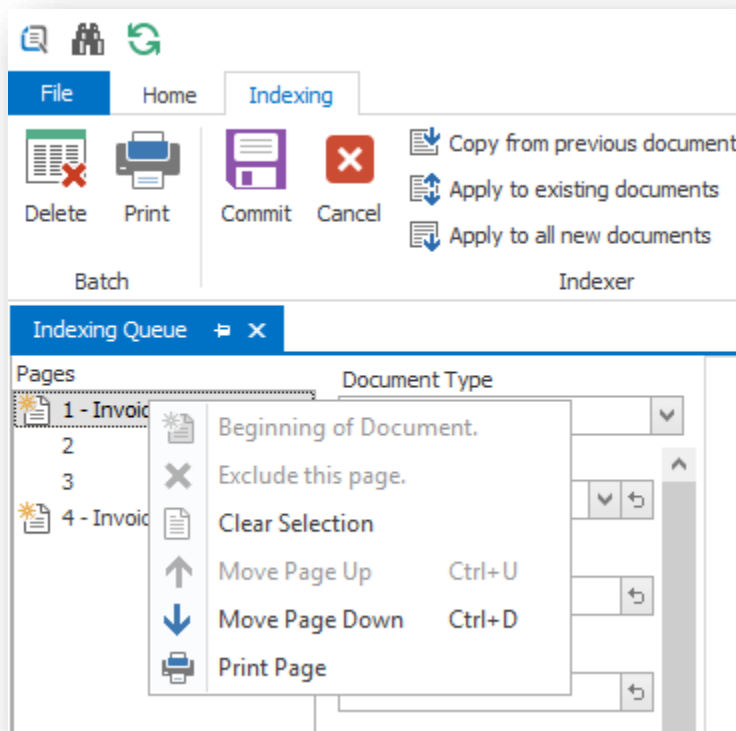 File Home Indexing
Copy from previous document
Apply to existing documents
Delete Print Commit Cancel
Apply to all new documents
Batch Indexer
Indexing Queue
Pages
Document Type
1 - Invoic
2
3
4 - Invoic
Beginning of Document.
Exclude this page.
Clear Selection
Move Page Up Ctrl+U
Move Page Down Ctrl+D
Print Page